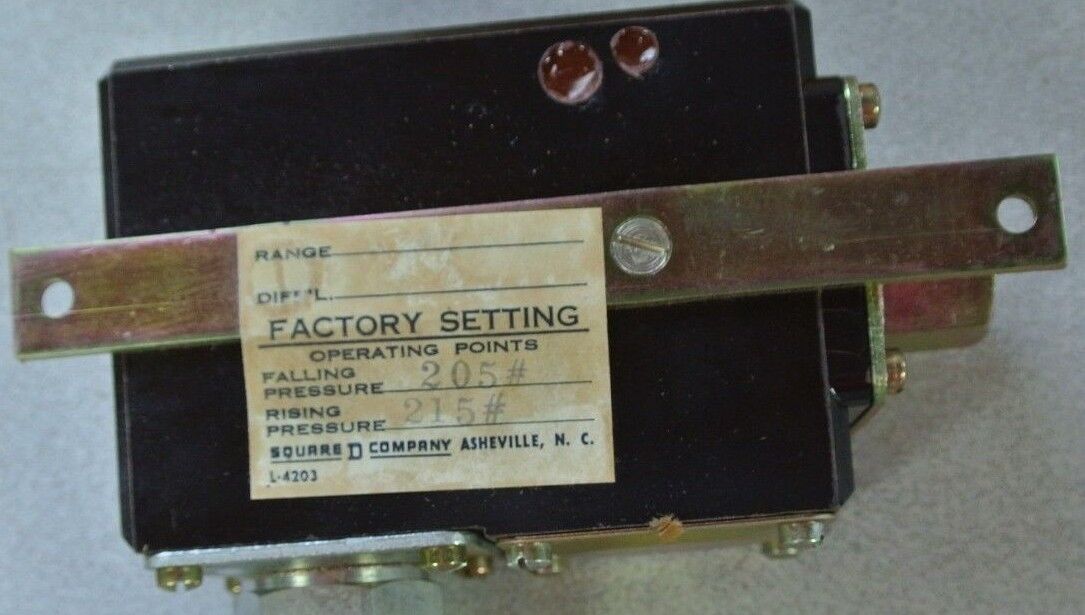 RANGE
DIFF'L.
FACTORY SETTING
OPERATING POINTS
FALLING PRESSURE 205#
RISING PRESSURE 215#
SQUARE D COMPANY ASHEVILLE, N. C.
L-4203